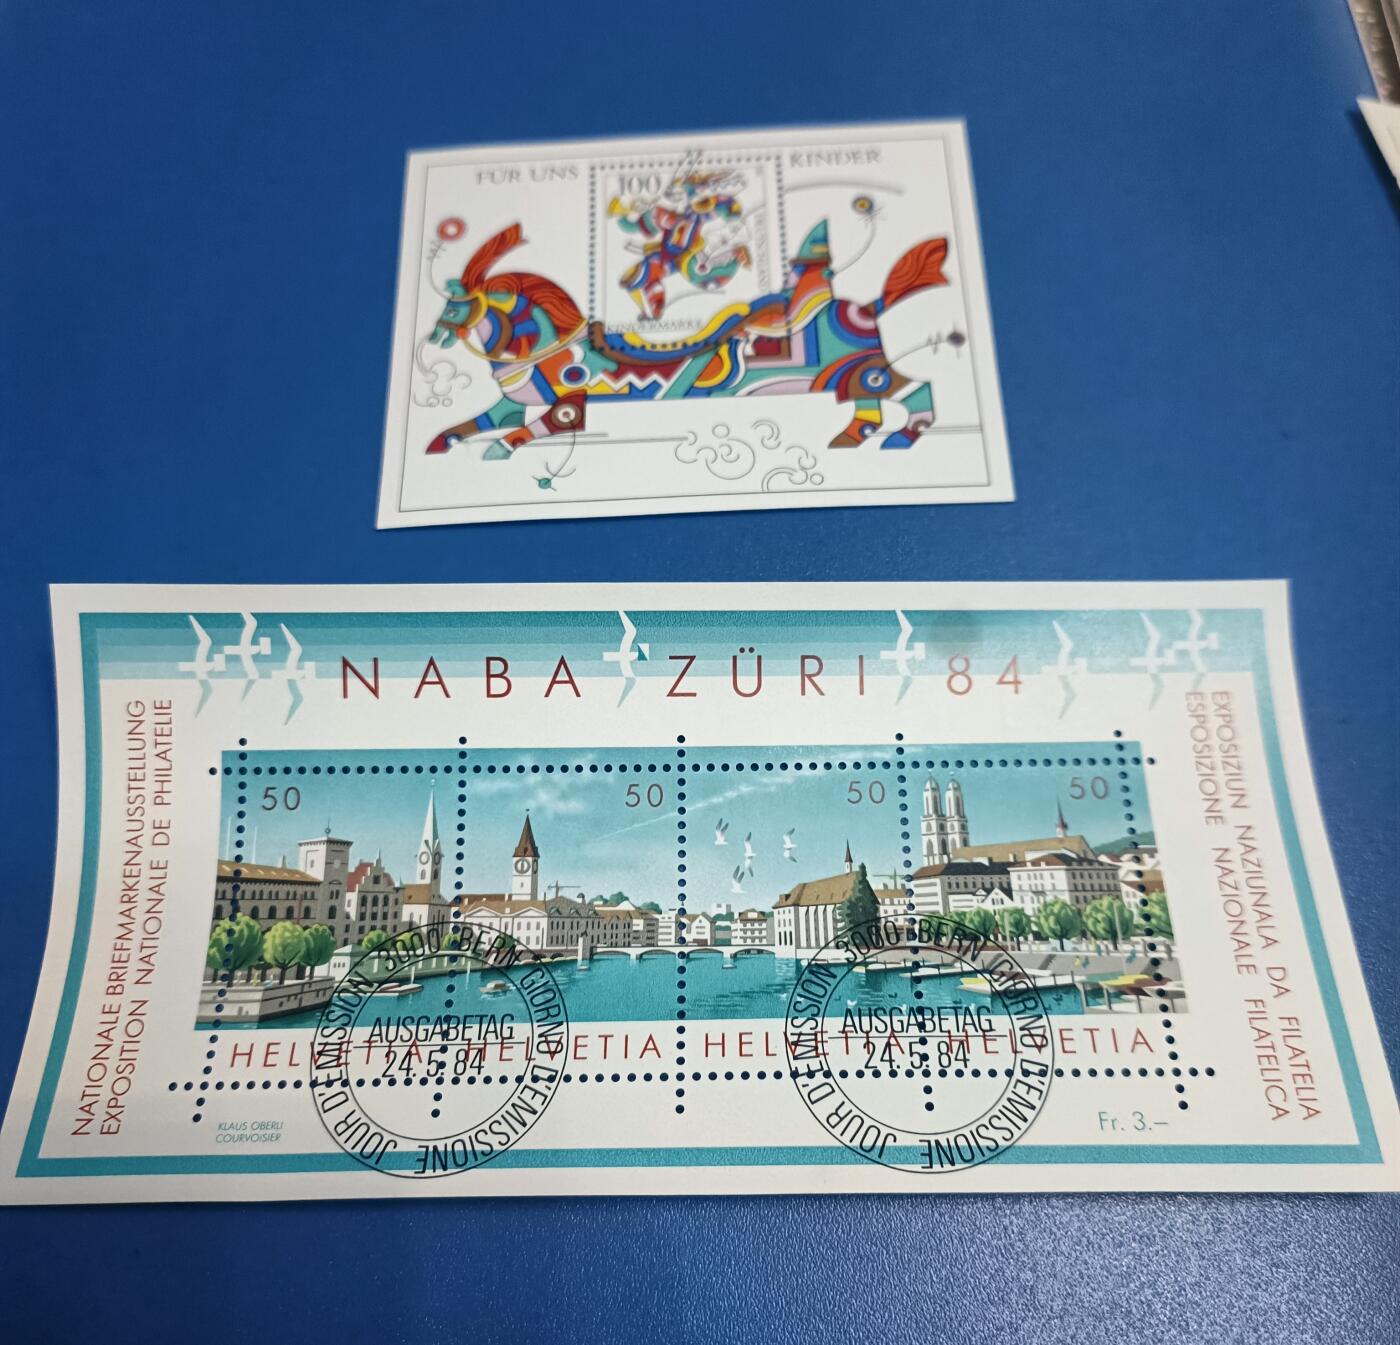 FÜR UNS KINDER
100
DEUTSCHLAND
KINDERMARKE
NABA ZÜRI 84
NATIONALE BRIEFMARKENAUSSTELLUNG
EXPOSITION NATIONALE DE PHILATELIE
EXPOSIZIUN NAZIUNALA DA FILATELIA
ESPOSIZIONE NAZIONALE FILATELICA
50 50 50 50
HELVETIA HELVETIA HELVETIA HELVETIA
3000 BERN GIORNO D'EMISSIONE JOUR D'EMISSION
AUSGABETAG
24.5.84
3000 BERN GIORNO D'EMISSIONE JOUR D'EMISSION
AUSGABETAG
24.5.84
KLAUS OBERLI
COURVOISIER
Fr. 3.–